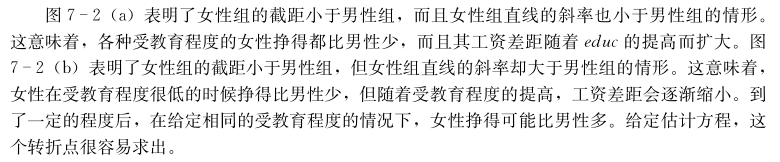 图 7-2（a）表明了女性组的截距小于男性组，而且女性组直线的斜率也小于男性组的情形。
这意味着，各种受教育程度的女性挣得都比男性少，而且其工资差距随着 educ 的提高而扩大。图
7-2（b）表明了女性组的截距小于男性组，但女性组直线的斜率却大于男性组的情形。这意味着，
女性在受教育程度很低的时候挣得比男性少，但随着受教育程度的提高，工资差距会逐渐缩小。到
了一定的程度后，在给定相同的受教育程度的情况下，女性挣得可能比男性多。给定估计方程，这
个转折点很容易求出。